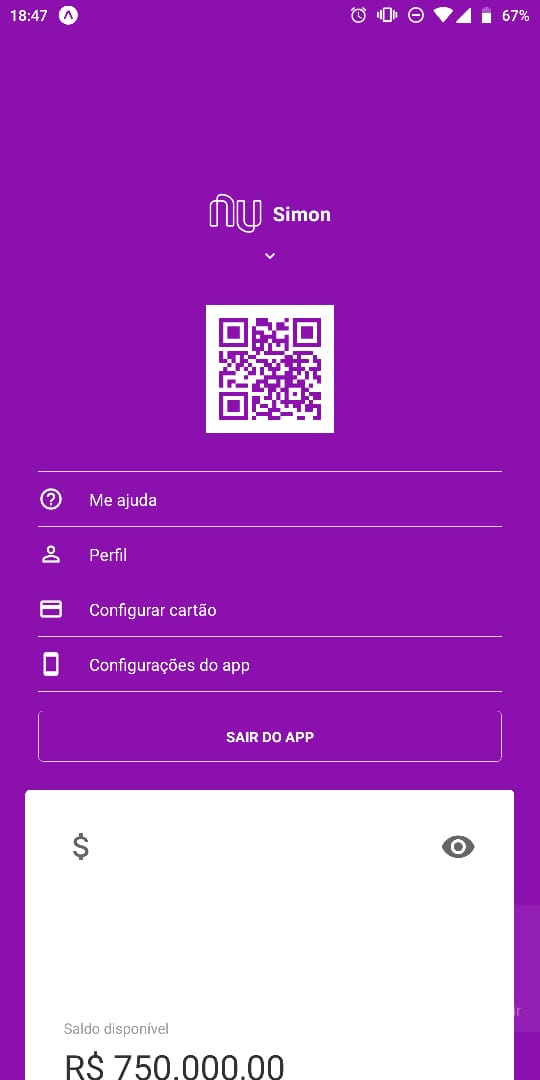 18:47
67%
nu Simon
Me ajuda
Perfil
Configurar cartão
Configurações do app
SAIR DO APP
$
Saldo disponível
R$ 750.000,00